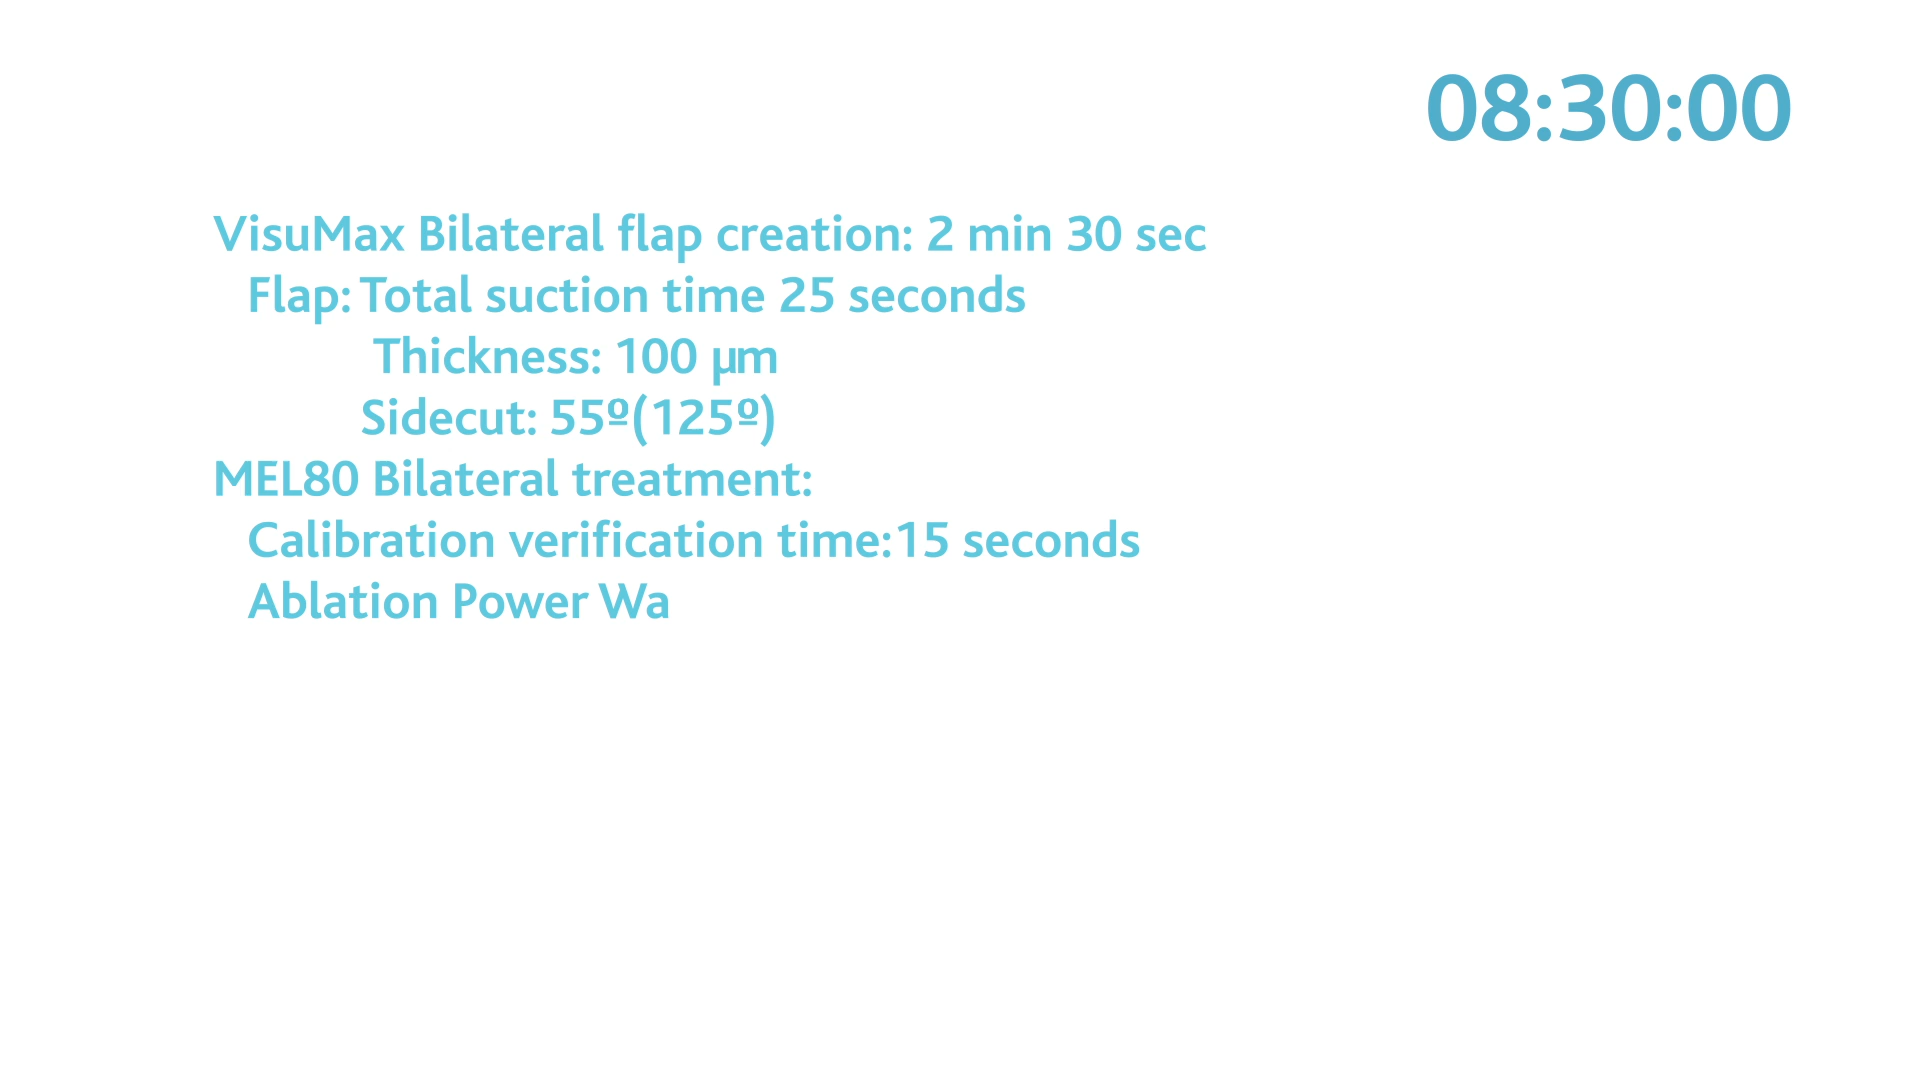 08:30:00
VisuMax Bilateral flap creation: 2 min 30 sec
Flap: Total suction time 25 seconds
Thickness: 100 µm
Sidecut: 55º(125º)
MEL80 Bilateral treatment:
Calibration verification time:15 seconds
Ablation Power Wa